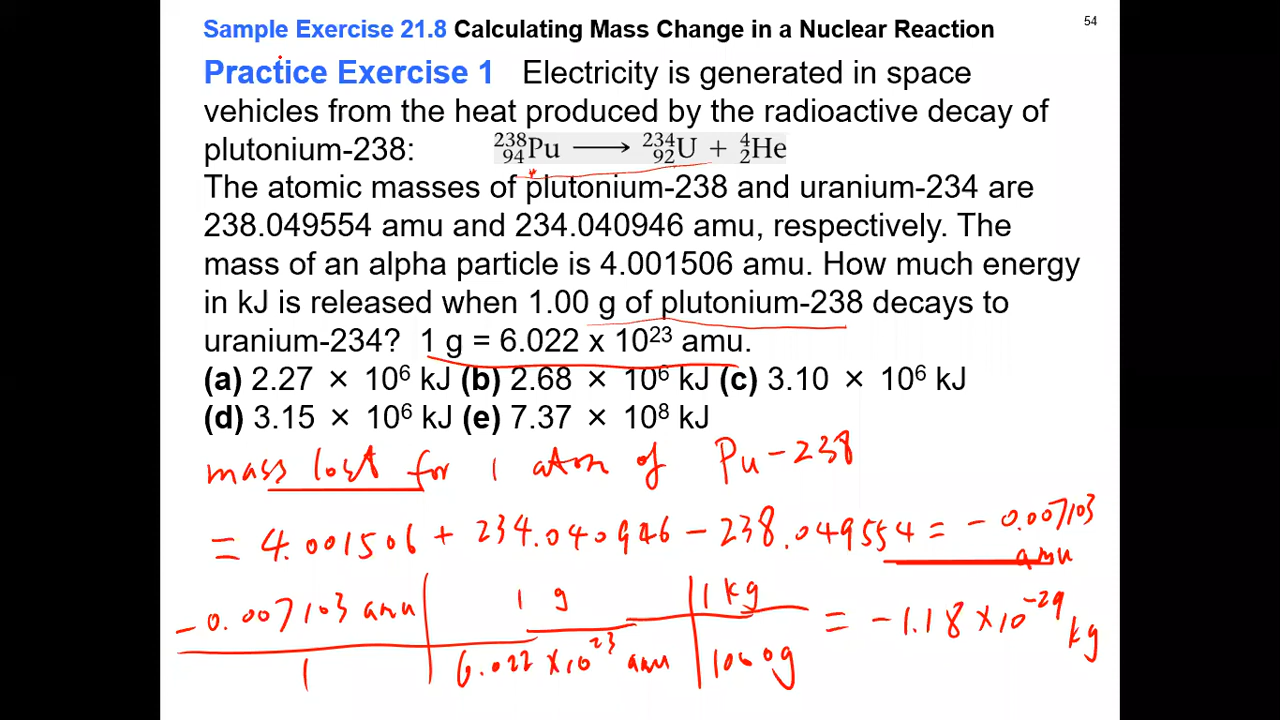 54
Sample Exercise 21.8 Calculating Mass Change in a Nuclear Reaction
Practice Exercise 1 Electricity is generated in space
vehicles from the heat produced by the radioactive decay of
plutonium-238: ²³⁸₉₄Pu ⟶ ²³⁴₉₂U + ⁴₂He
The atomic masses of plutonium-238 and uranium-234 are
238.049554 amu and 234.040946 amu, respectively. The
mass of an alpha particle is 4.001506 amu. How much energy
in kJ is released when 1.00 g of plutonium-238 decays to
uranium-234? 1 g = 6.022 x 10²³ amu.
(a) 2.27 × 10⁶ kJ (b) 2.68 × 10⁶ kJ (c) 3.10 × 10⁶ kJ
(d) 3.15 × 10⁶ kJ (e) 7.37 × 10⁸ kJ
mass lost for 1 atom of Pu-238
= 4.001506 + 234.040946 - 238.049554 = - 0.007103
amu
- 0.007103 amu | 1 g | 1 kg = - 1.18 × 10⁻²⁹ kg
1 | 6.022 × 10²³ amu | 1000g